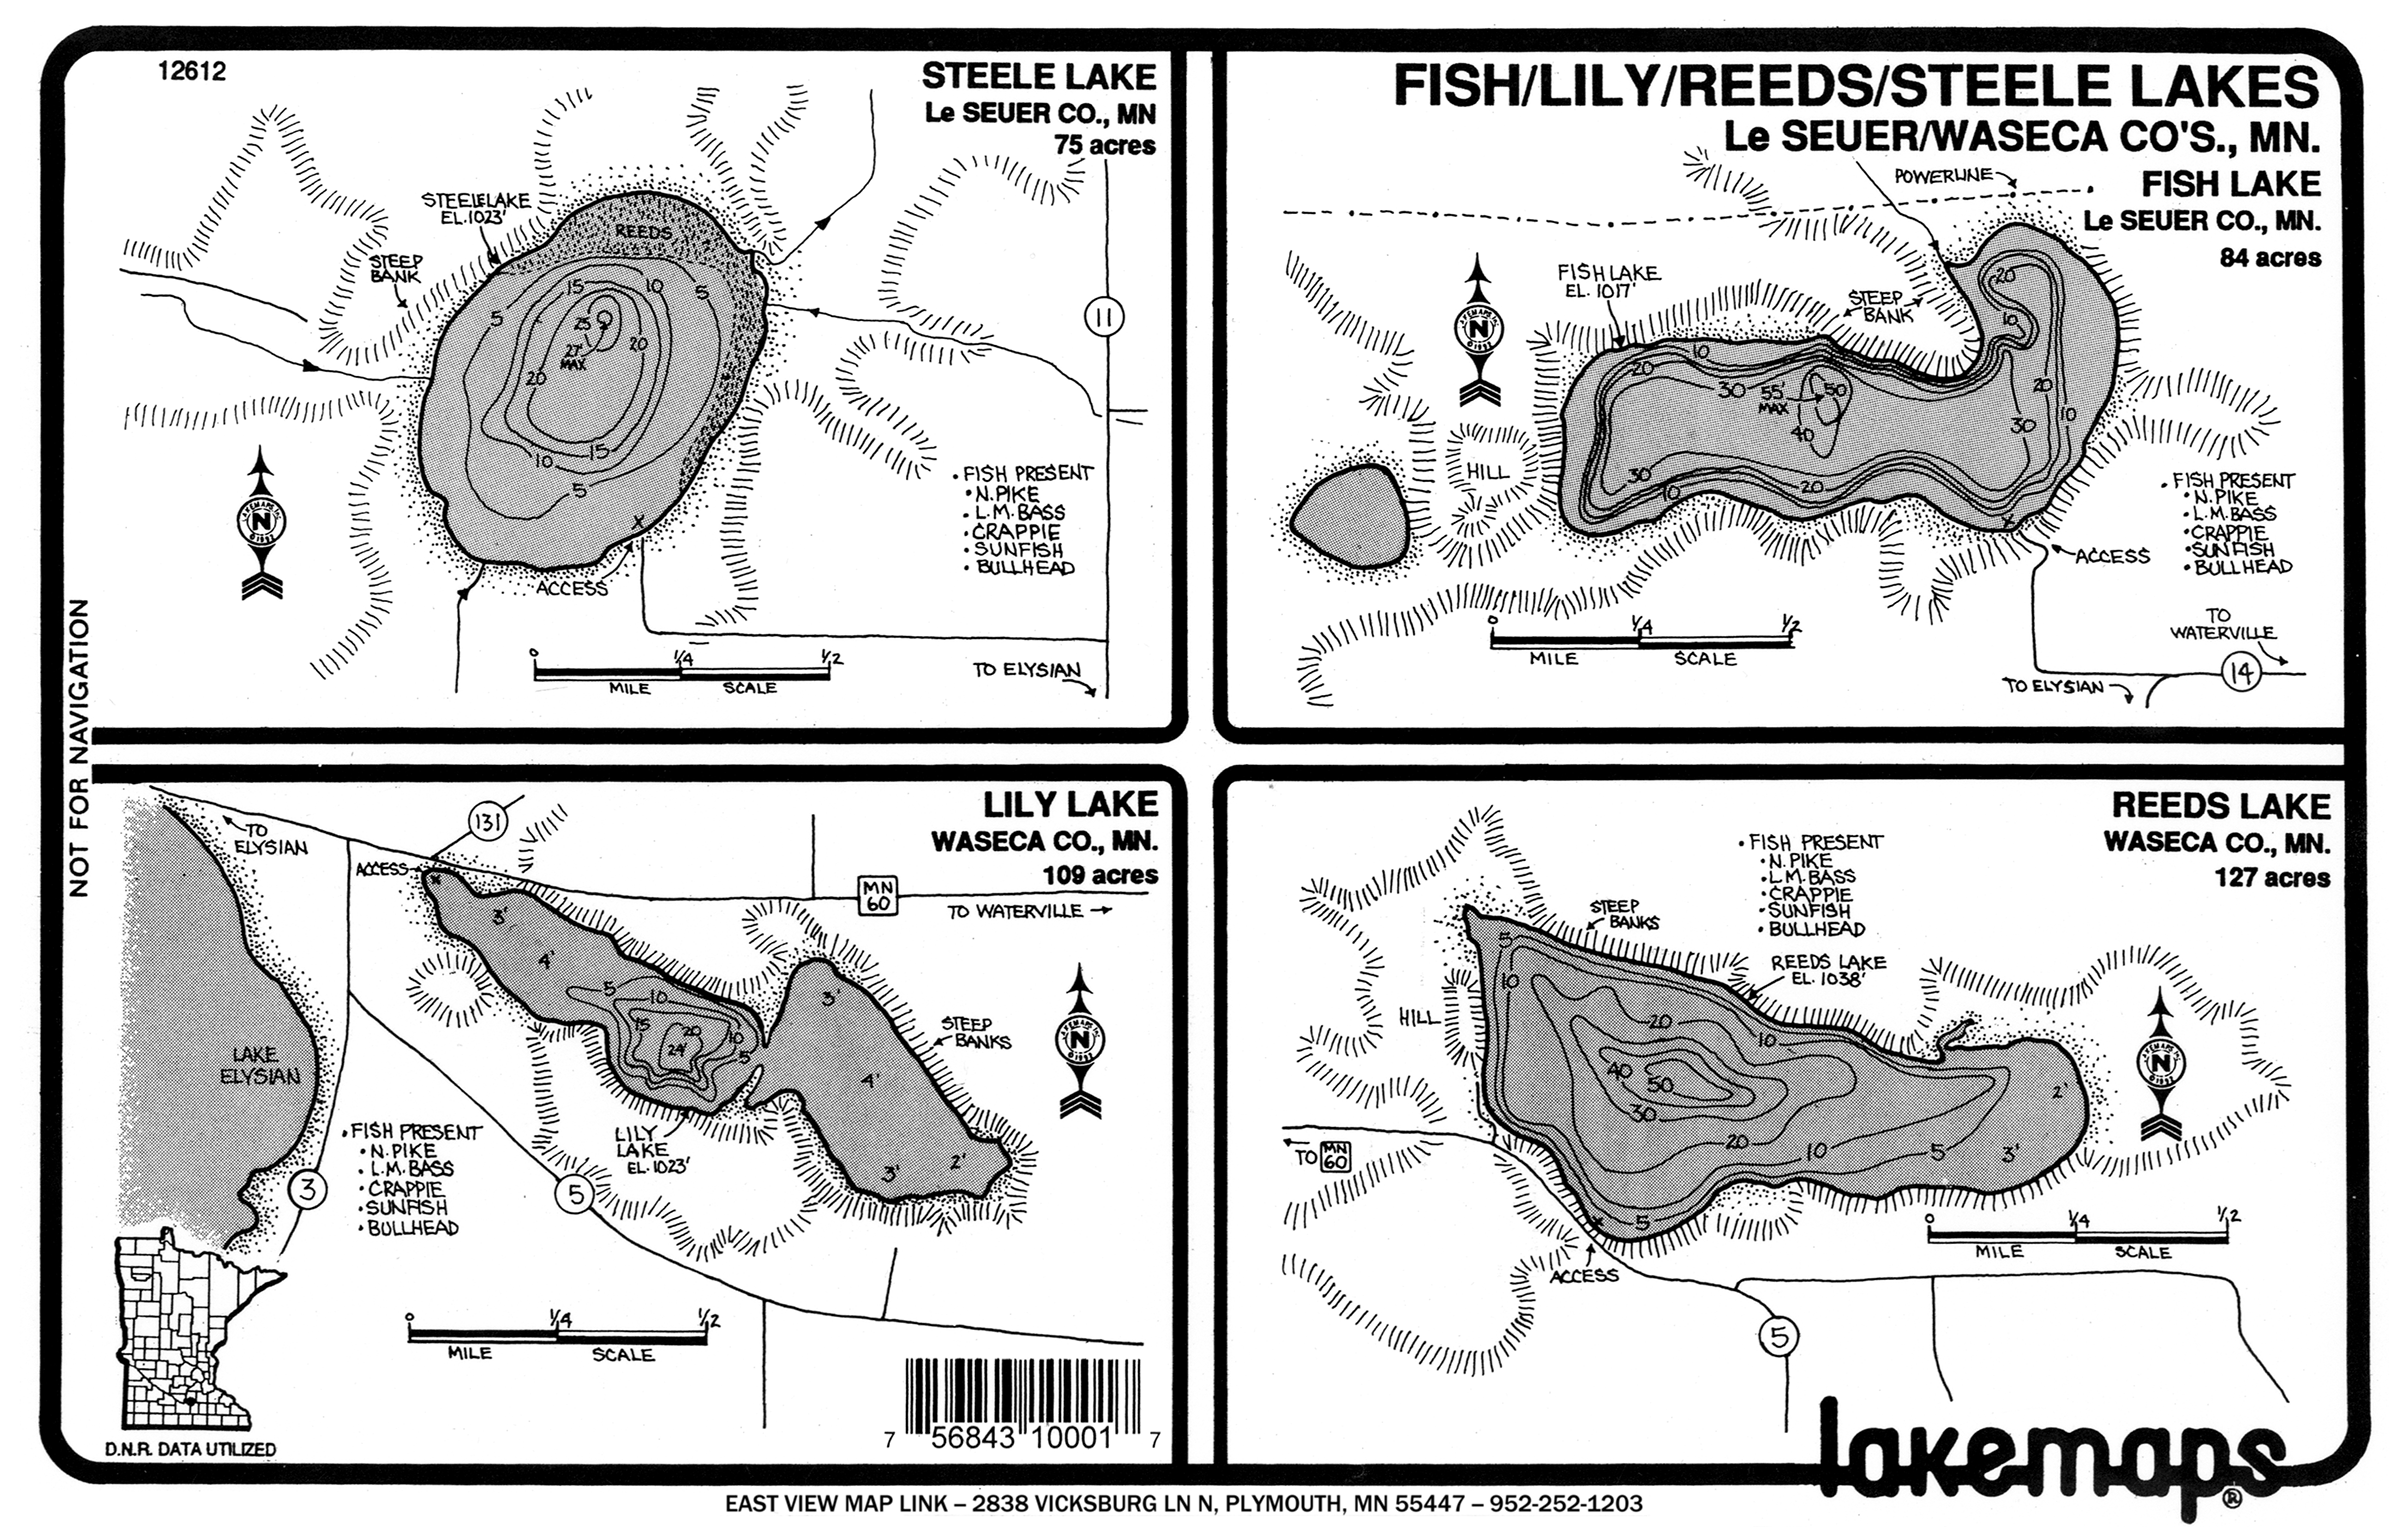 12612
STEELE LAKE
Le SEUER CO., MN
75 acres
STEELE LAKE
EL. 1023'
REEDS
STEEP
BANK
15
10
5
5
25
27'
MAX
20
20
15
10
5
11
• FISH PRESENT
• N. PIKE
• L.M. BASS
• CRAPPIE
• SUNFISH
• BULLHEAD
N
X
ACCESS
0 1/4 1/2
MILE SCALE
TO ELYSIAN
FISH/LILY/REEDS/STEELE LAKES
Le SEUER/WASECA CO'S., MN.
POWERLINE
FISH LAKE
Le SEUER CO., MN.
84 acres
FISH LAKE
EL. 1017'
STEEP
BANK
N
20
10
10
20
30
55'
MAX
50
40
20
10
30
HILL
30
10
20
X
• FISH PRESENT
• N. PIKE
• L.M. BASS
• CRAPPIE
• SUNFISH
• BULLHEAD
ACCESS
0 1/4 1/2
MILE SCALE
TO
WATERVILLE
14
TO ELYSIAN
NOT FOR NAVIGATION
LILY LAKE
WASECA CO., MN.
109 acres
131
TO
ELYSIAN
ACCESS
X
MN
60
TO WATERVILLE
3'
4'
5
10
15
20
10
24'
5
3'
4'
3'
2'
STEEP
BANKS
N
LAKE
ELYSIAN
LILY
LAKE
EL. 1023'
• FISH PRESENT
• N. PIKE
• L.M. BASS
• CRAPPIE
• SUNFISH
• BULLHEAD
3
5
0 1/4 1/2
MILE SCALE
D.N.R. DATA UTILIZED
7 56843 10001 7
REEDS LAKE
WASECA CO., MN.
127 acres
• FISH PRESENT
• N. PIKE
• L.M. BASS
• CRAPPIE
• SUNFISH
• BULLHEAD
STEEP
BANKS
REEDS LAKE
EL. 1038'
HILL
5
10
20
10
40
50
30
20
10
5
2'
3'
5
N
TO MN
60
X
ACCESS
0 1/4 1/2
MILE SCALE
5
lakemaps®
EAST VIEW MAP LINK – 2838 VICKSBURG LN N, PLYMOUTH, MN 55447 – 952-252-1203